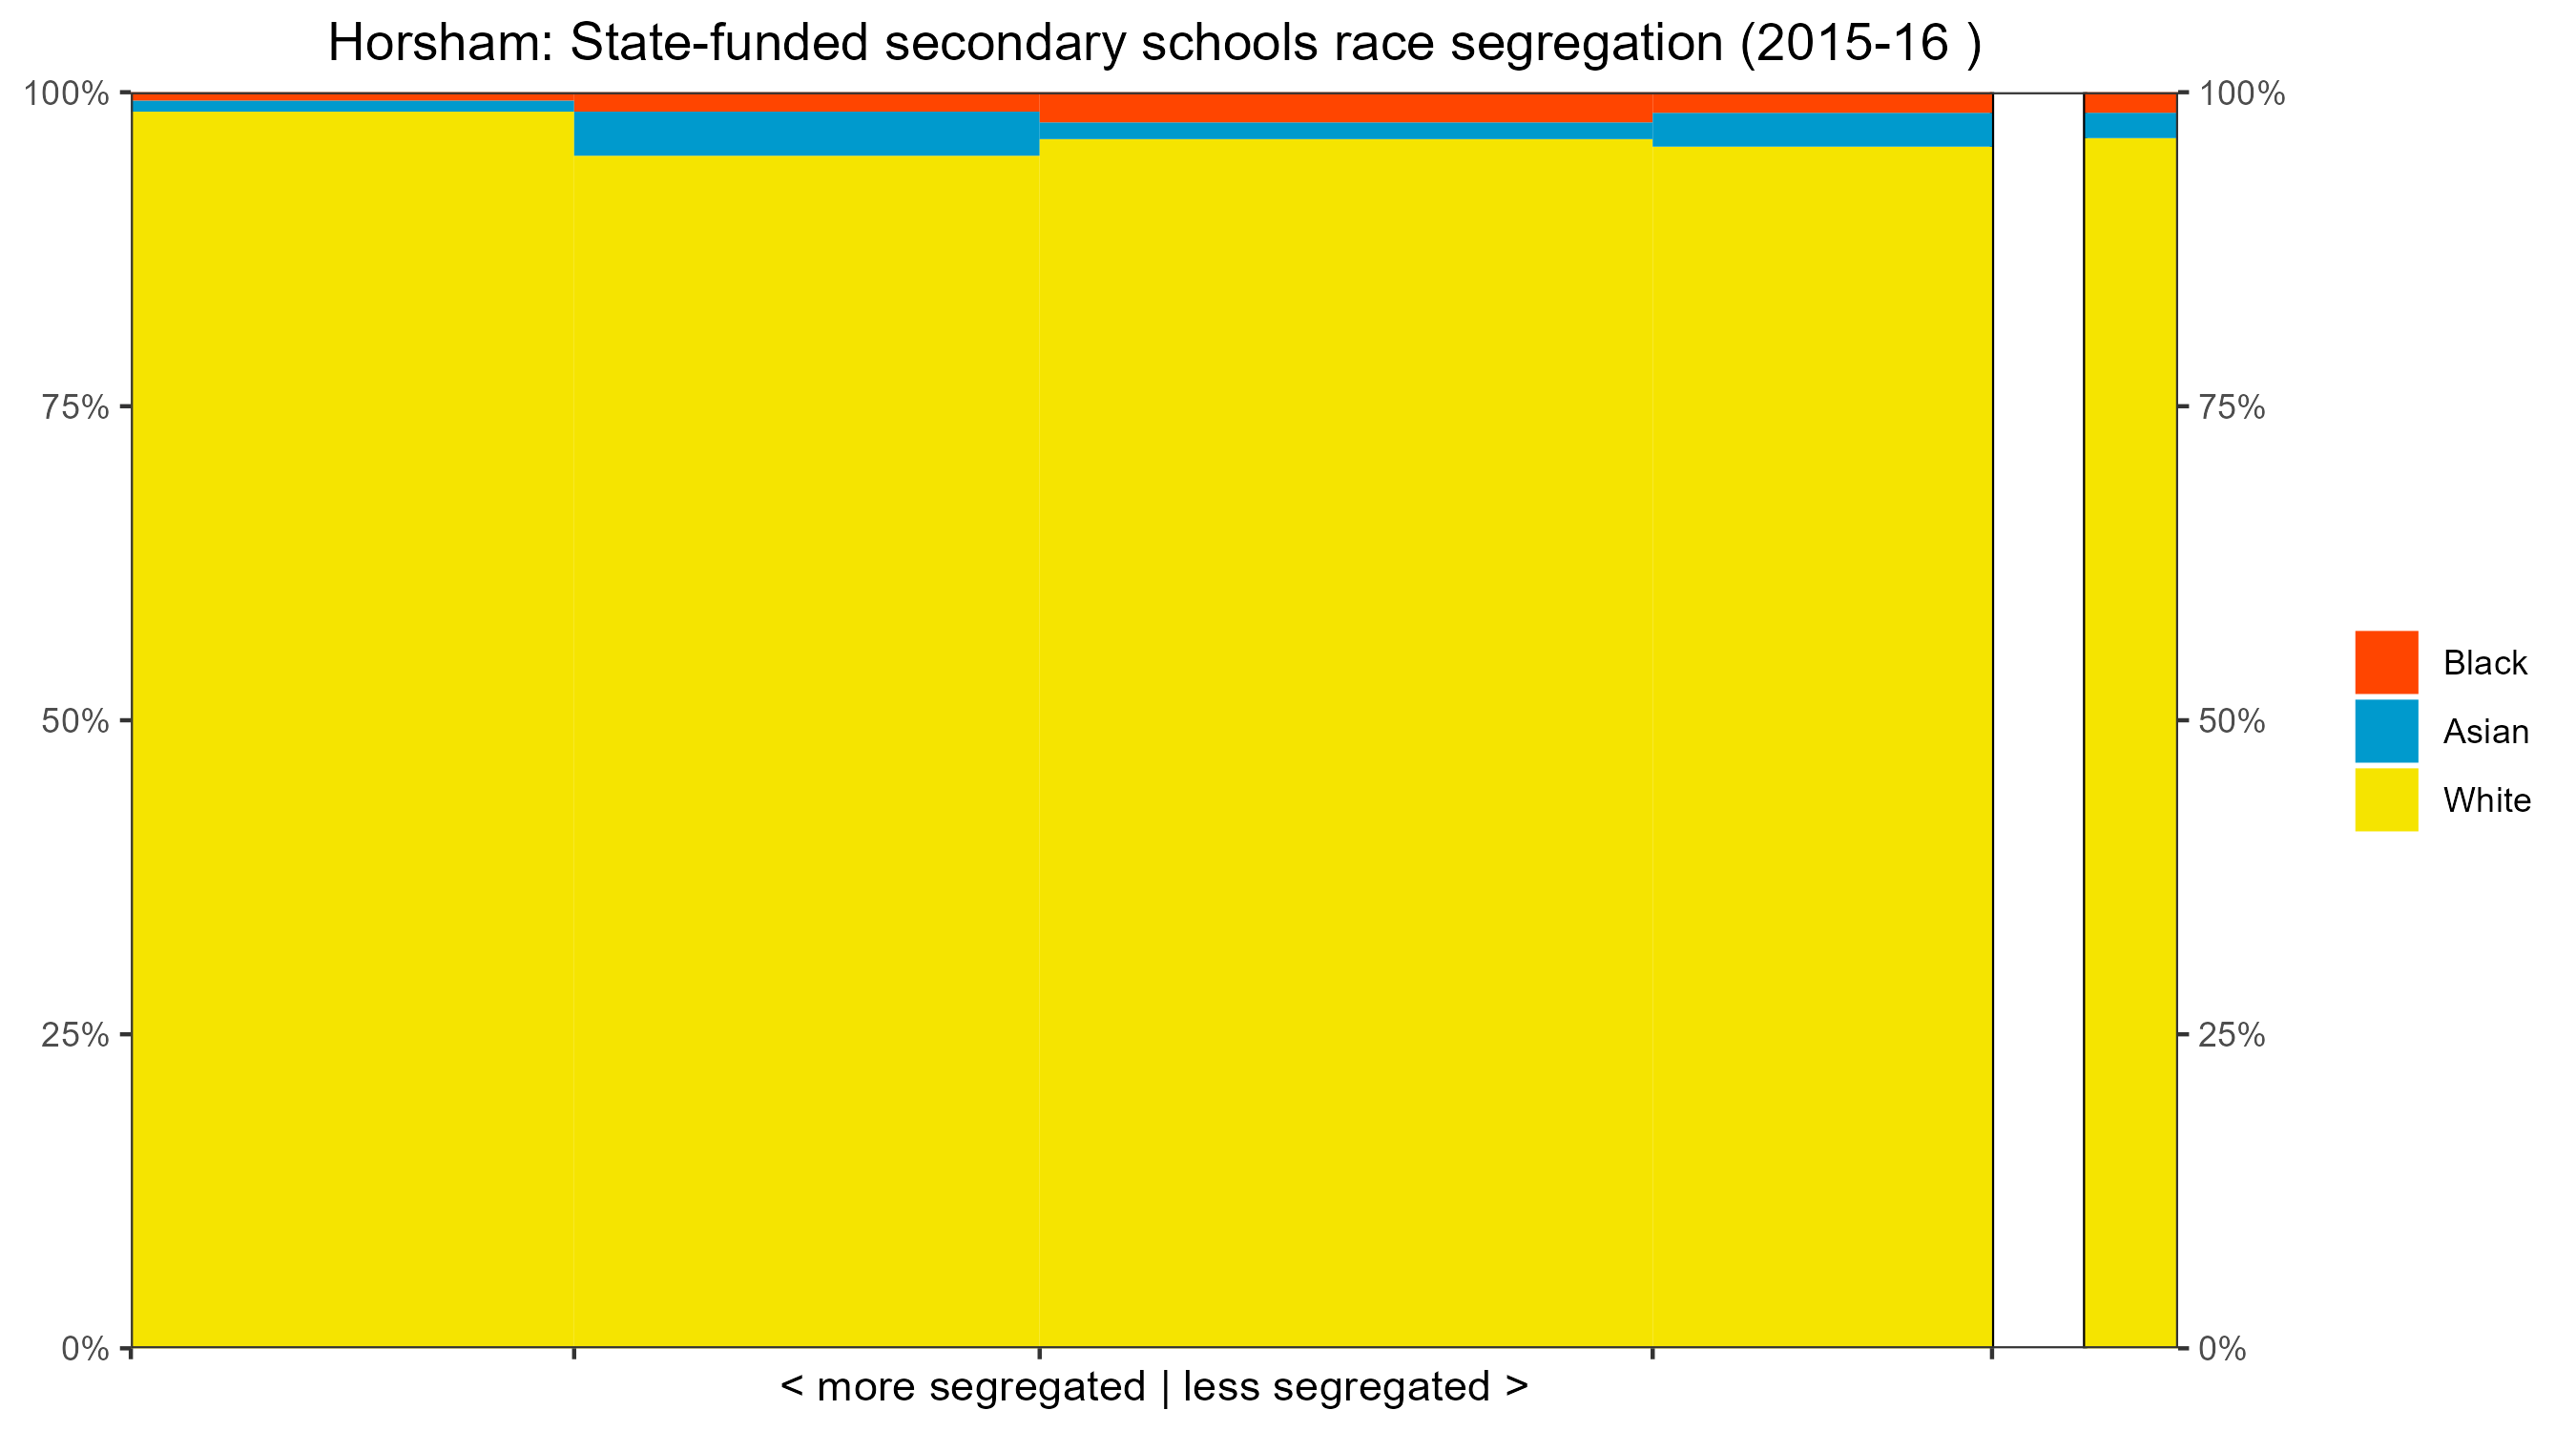 Horsham: State-funded secondary schools race segregation (2015-16 )
100%
75%
50%
25%
0%
100%
75%
50%
25%
0%
< more segregated | less segregated >
Black
Asian
White